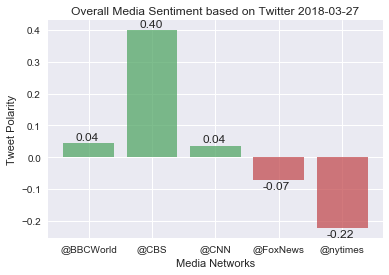 Overall Media Sentiment based on Twitter 2018-03-27
Tweet Polarity
0.4
0.3
0.2
0.1
0.0
−0.1
−0.2
0.04
0.40
0.04
-0.07
-0.22
@BBCWorld
@CBS
@CNN
@FoxNews
@nytimes
Media Networks